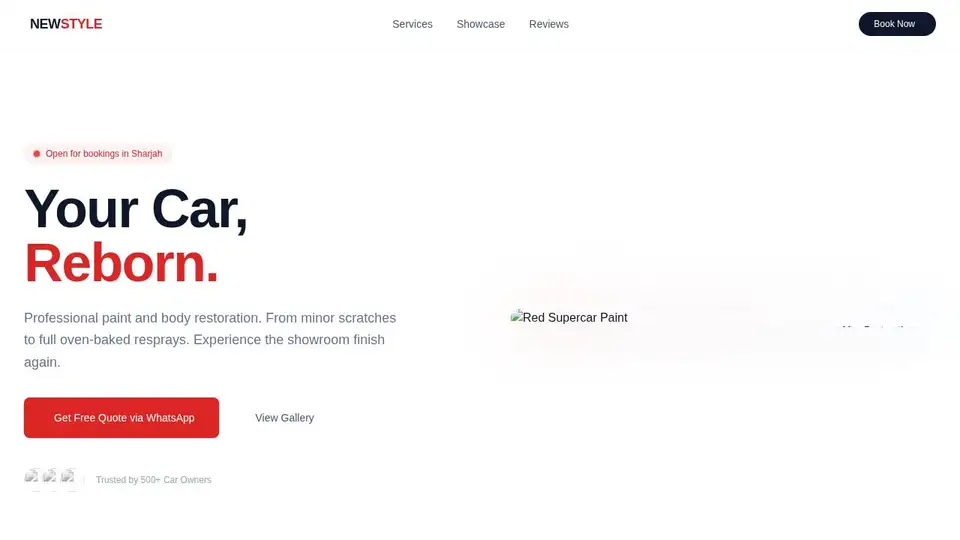 NEWSTYLE
Services
Showcase
Reviews
Book Now
Open for bookings in Sharjah
Your Car,
Reborn.
Professional paint and body restoration. From minor scratches
to full oven-baked resprays. Experience the showroom finish
again.
Red Supercar Paint
Get Free Quote via WhatsApp
View Gallery
Trusted by 500+ Car Owners